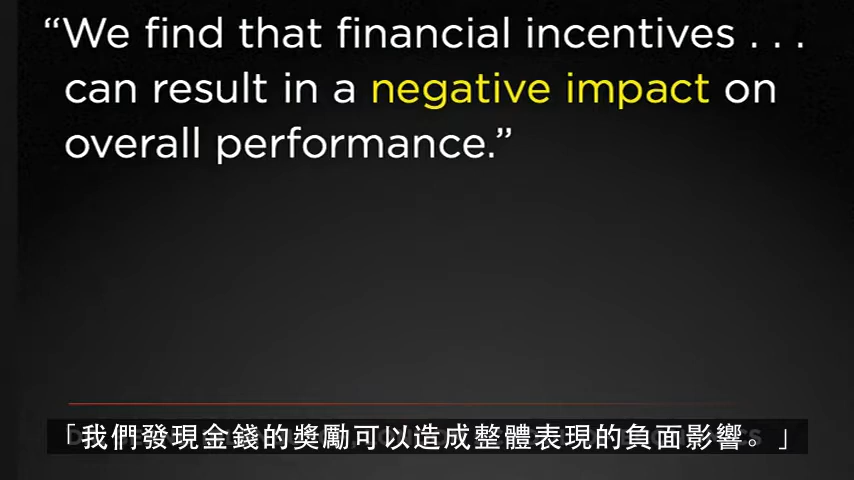 “We find that financial incentives . . .
can result in a negative impact on
overall performance.”
「我們發現金錢的獎勵可以造成整體表現的負面影響。」